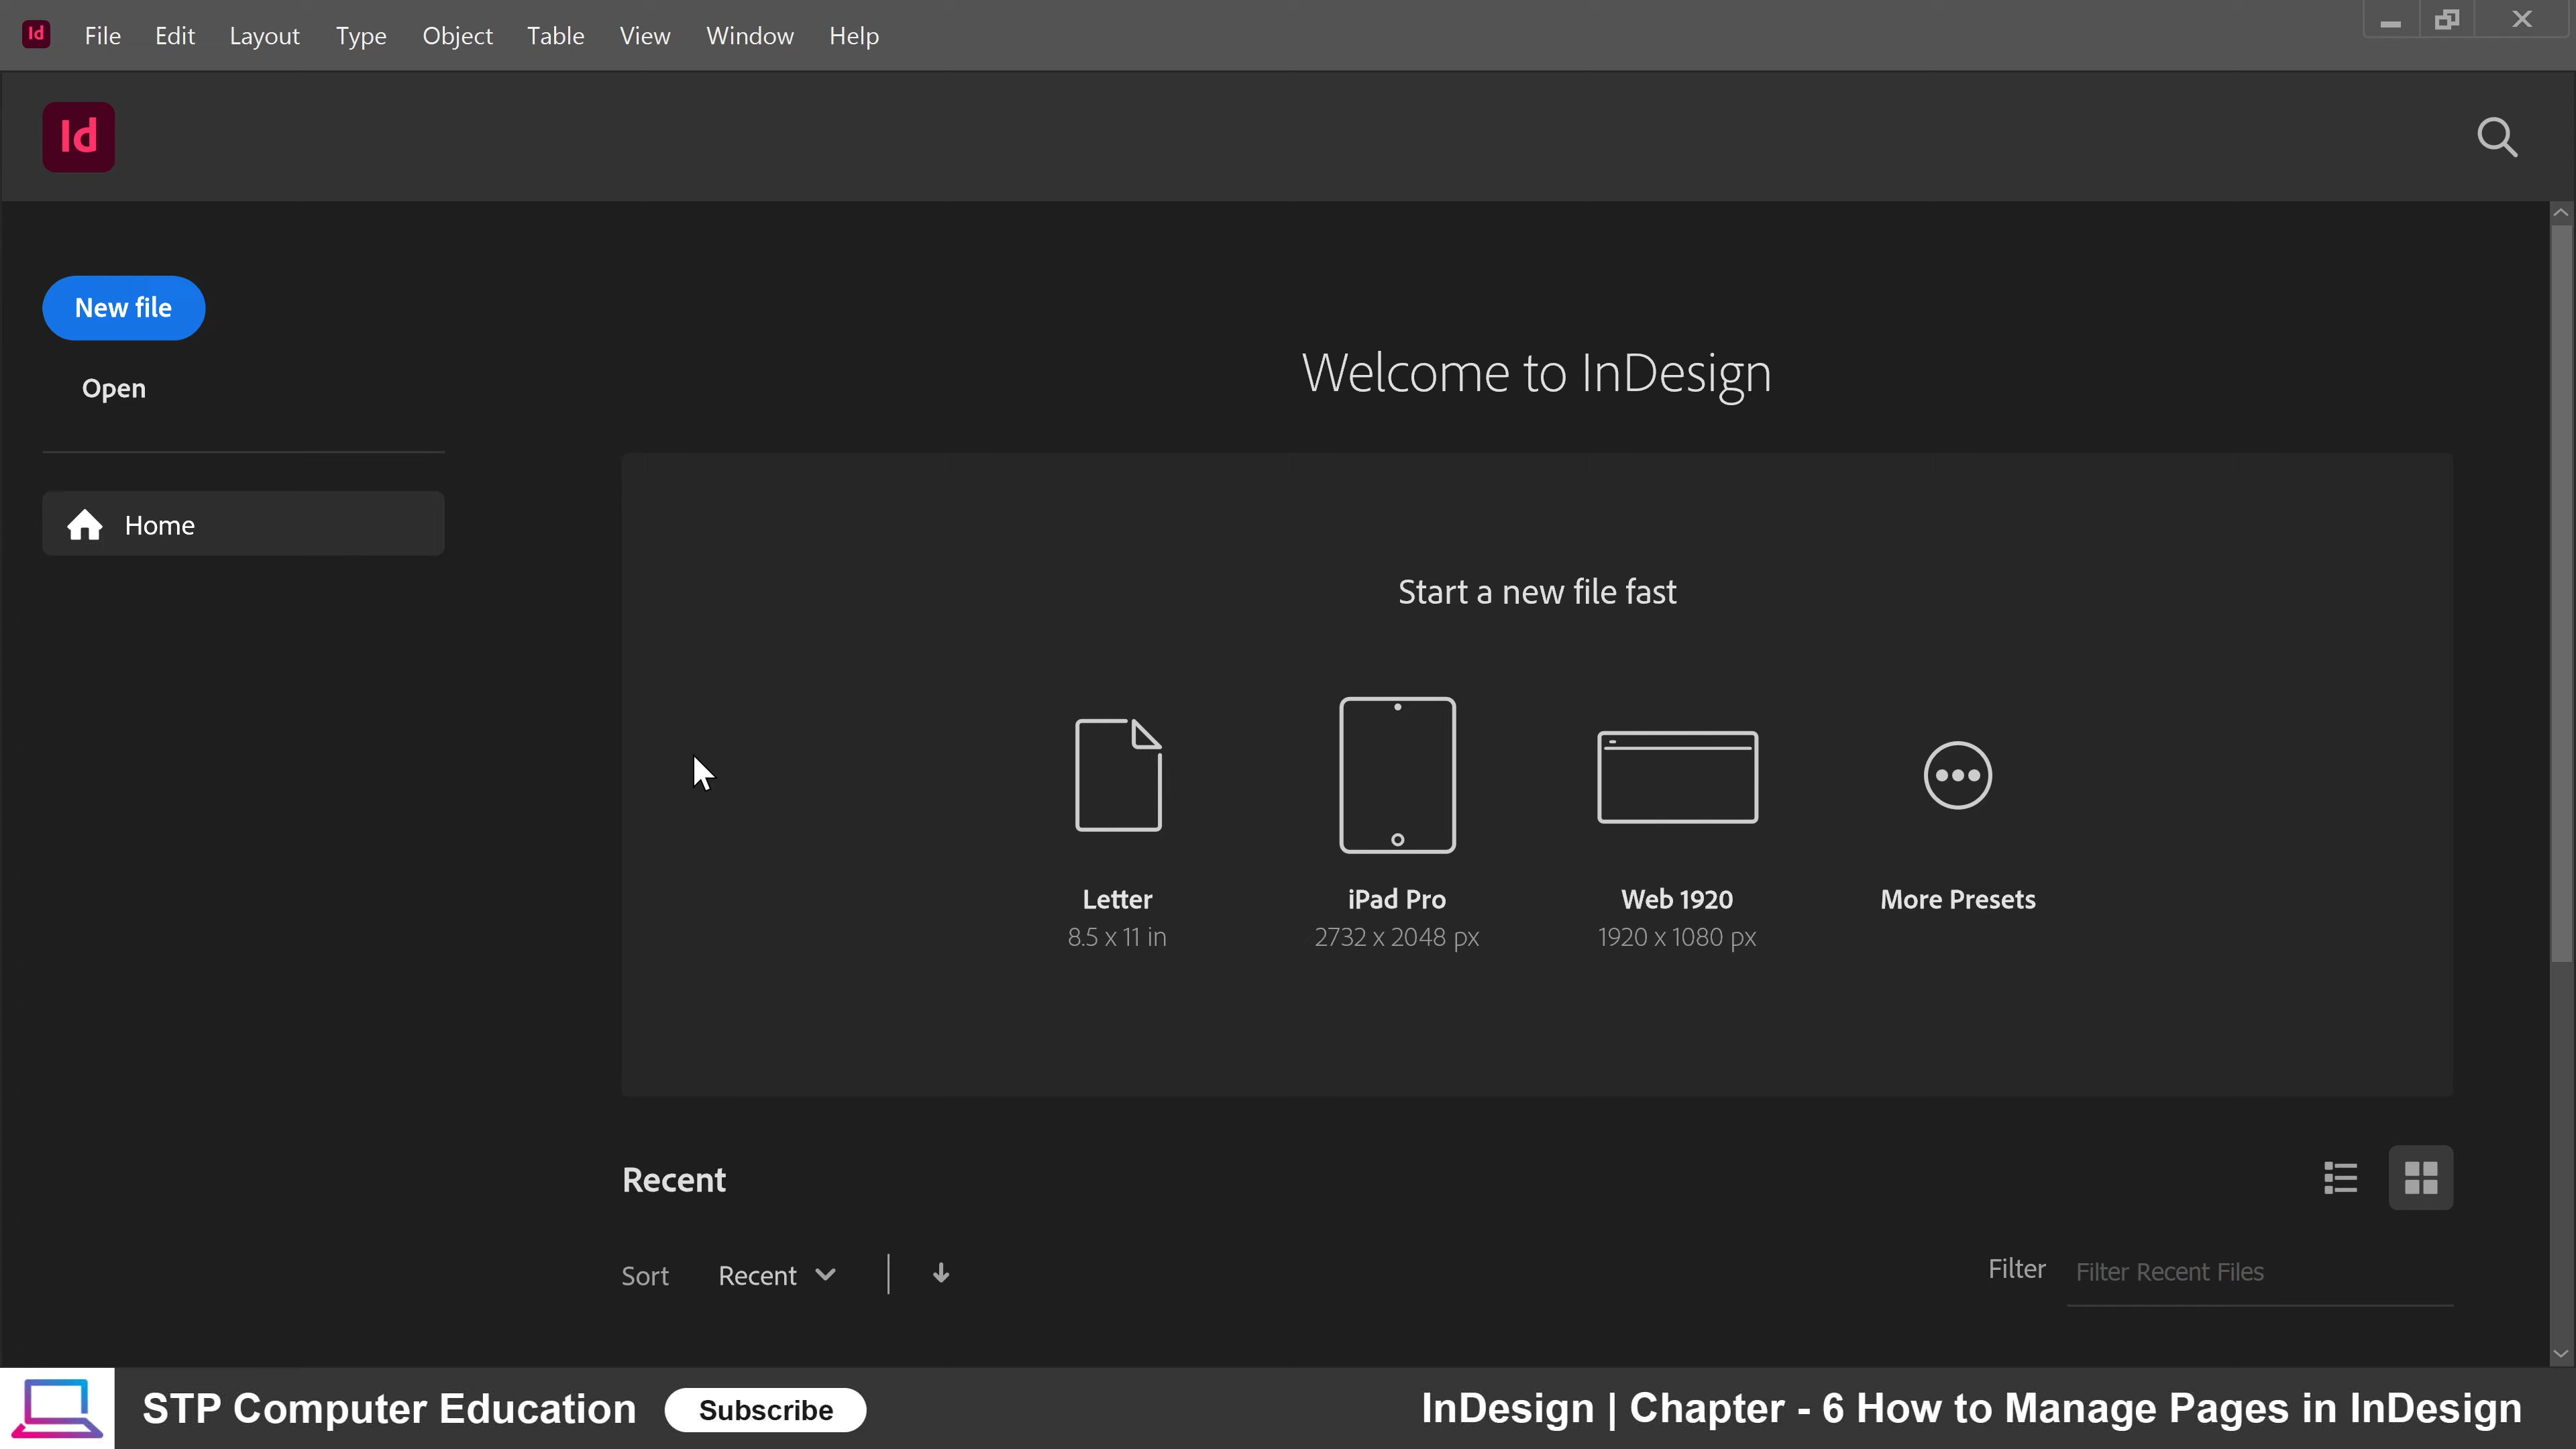 Id File Edit Layout Type Object Table View Window Help
Id
New file
Open
Home
Welcome to InDesign
Start a new file fast
Letter
8.5 x 11 in
iPad Pro
2732 x 2048 px
Web 1920
1920 x 1080 px
More Presets
Recent
Sort Recent
Filter Filter Recent Files
STP Computer Education Subscribe
InDesign | Chapter - 6 How to Manage Pages in InDesign